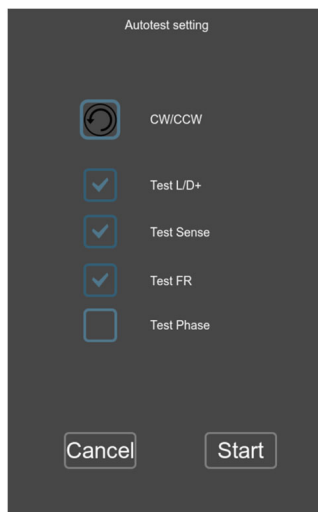 Autotest setting
CW/CCW
Test L/D+
Test Sense
Test FR
Test Phase
Cancel
Start